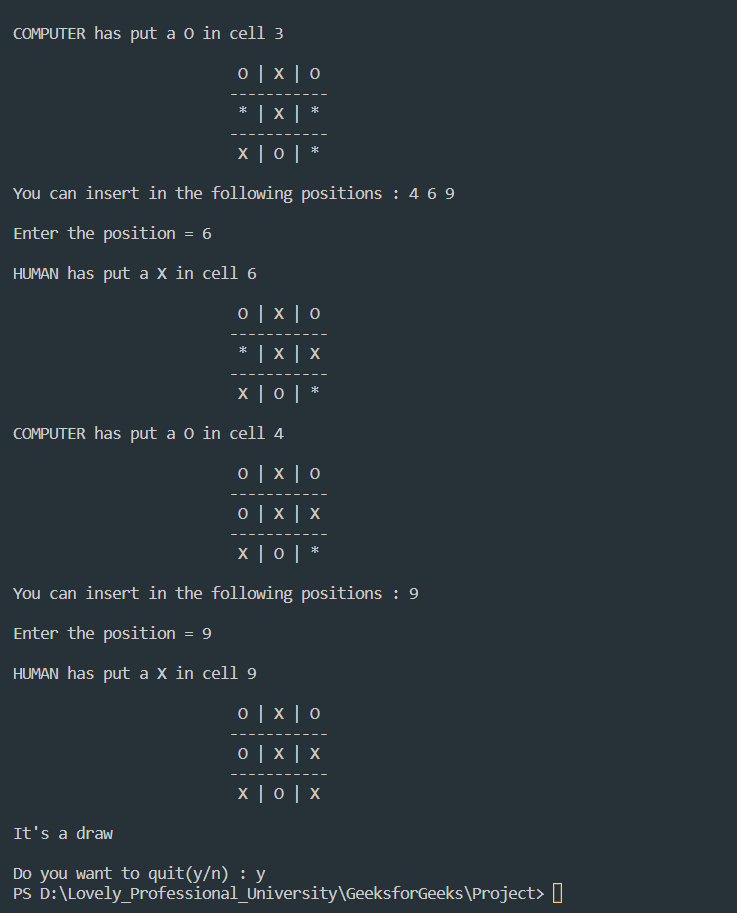 COMPUTER has put a O in cell 3
O | X | O
-----------
* | X | *
-----------
X | O | *
You can insert in the following positions : 4 6 9
Enter the position = 6
HUMAN has put a X in cell 6
O | X | O
-----------
* | X | X
-----------
X | O | *
COMPUTER has put a O in cell 4
O | X | O
-----------
O | X | X
-----------
X | O | *
You can insert in the following positions : 9
Enter the position = 9
HUMAN has put a X in cell 9
O | X | O
-----------
O | X | X
-----------
X | O | X
It's a draw
Do you want to quit(y/n) : y
PS D:\Lovely_Professional_University\GeeksforGeeks\Project>